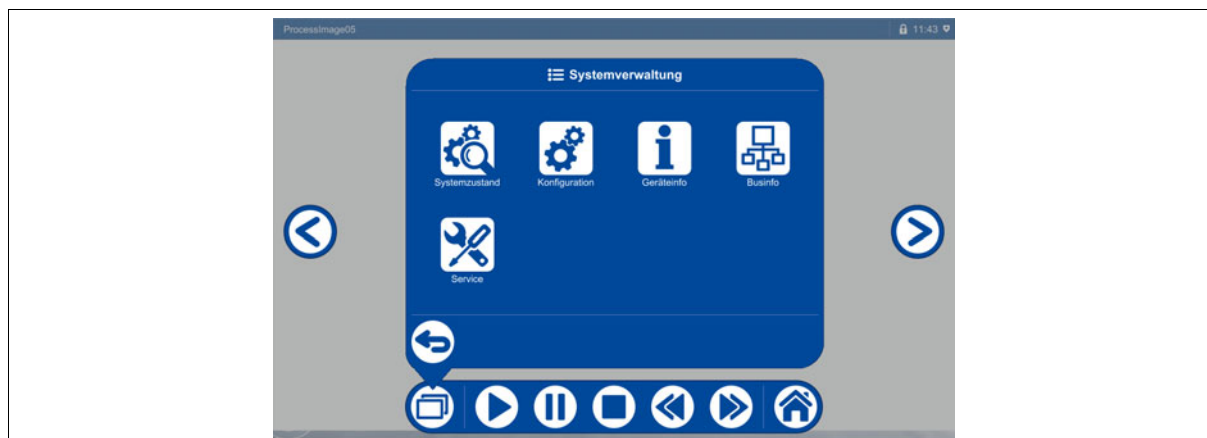 ProcessImage05 11:43
Systemverwaltung
Systemzustand Konfiguration Geräteinfo Businfo
Service